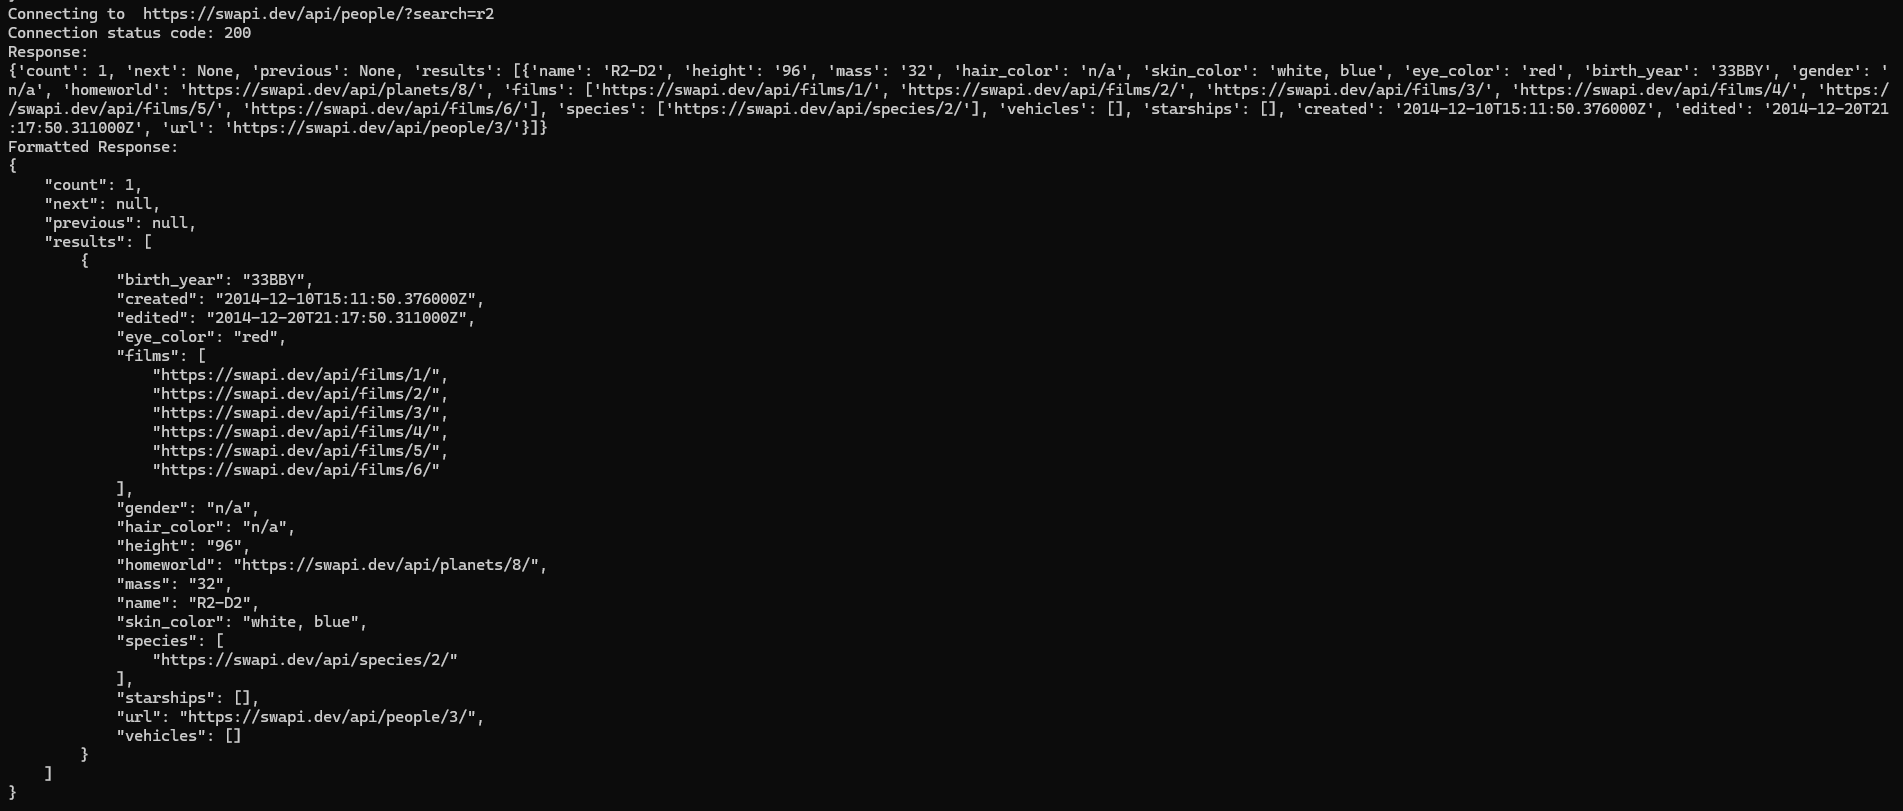 Connecting to  https://swapi.dev/api/people/?search=r2
Connection status code: 200
Response:
{'count': 1, 'next': None, 'previous': None, 'results': [{'name': 'R2-D2', 'height': '96', 'mass': '32', 'hair_color': 'n/a', 'skin_color': 'white, blue', 'eye_color': 'red', 'birth_year': '33BBY', 'gender': '
n/a', 'homeworld': 'https://swapi.dev/api/planets/8/', 'films': ['https://swapi.dev/api/films/1/', 'https://swapi.dev/api/films/2/', 'https://swapi.dev/api/films/3/', 'https://swapi.dev/api/films/4/', 'https:/
/swapi.dev/api/films/5/', 'https://swapi.dev/api/films/6/'], 'species': ['https://swapi.dev/api/species/2/'], 'vehicles': [], 'starships': [], 'created': '2014-12-10T15:11:50.376000Z', 'edited': '2014-12-20T21
:17:50.311000Z', 'url': 'https://swapi.dev/api/people/3/'}]}
Formatted Response:
{
    "count": 1,
    "next": null,
    "previous": null,
    "results": [
        {
            "birth_year": "33BBY",
            "created": "2014-12-10T15:11:50.376000Z",
            "edited": "2014-12-20T21:17:50.311000Z",
            "eye_color": "red",
            "films": [
                "https://swapi.dev/api/films/1/",
                "https://swapi.dev/api/films/2/",
                "https://swapi.dev/api/films/3/",
                "https://swapi.dev/api/films/4/",
                "https://swapi.dev/api/films/5/",
                "https://swapi.dev/api/films/6/"
            ],
            "gender": "n/a",
            "hair_color": "n/a",
            "height": "96",
            "homeworld": "https://swapi.dev/api/planets/8/",
            "mass": "32",
            "name": "R2-D2",
            "skin_color": "white, blue",
            "species": [
                "https://swapi.dev/api/species/2/"
            ],
            "starships": [],
            "url": "https://swapi.dev/api/people/3/",
            "vehicles": []
        }
    ]
}